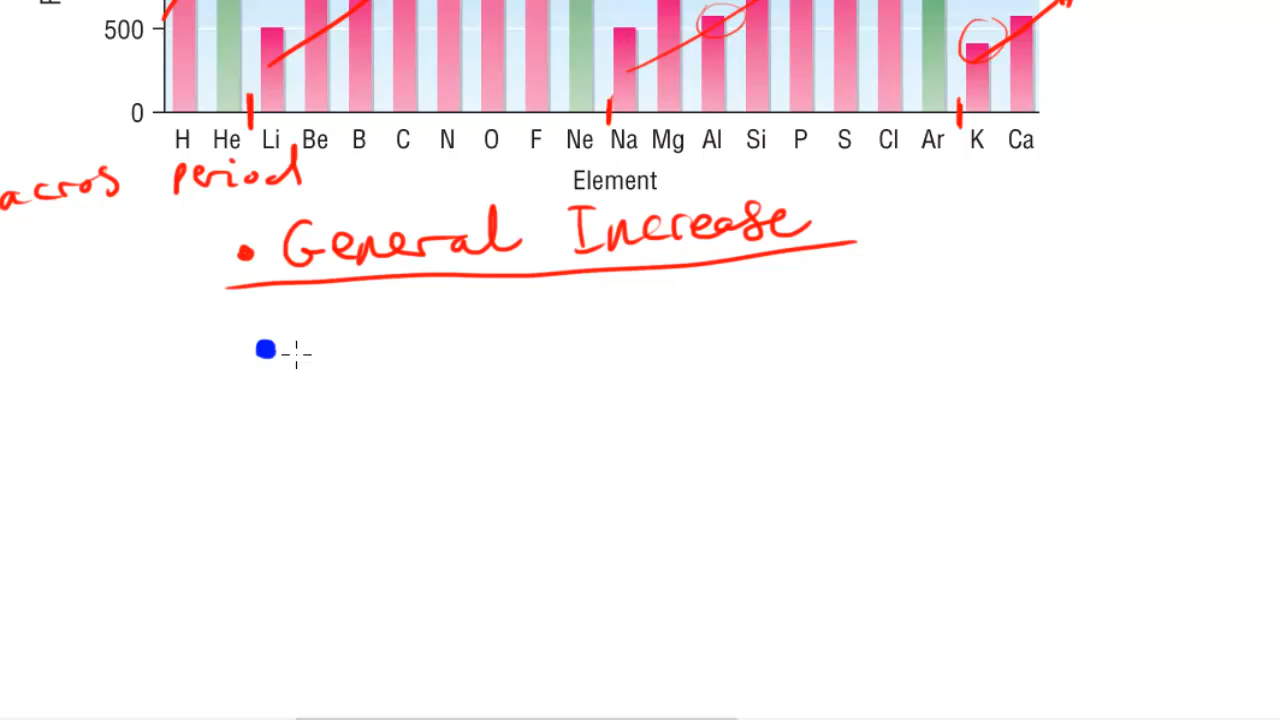 500
0
H He Li Be B C N O F Ne Na Mg Al Si P S Cl Ar K Ca
Element
acros period
• General Increase